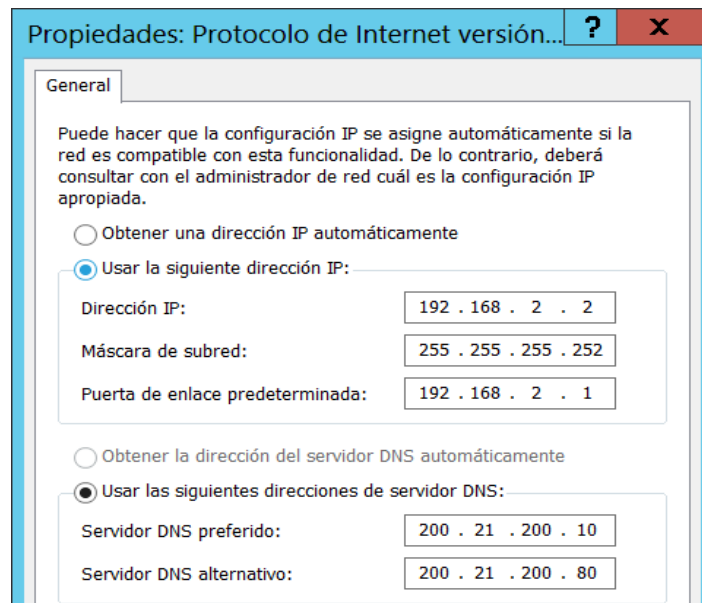 Propiedades: Protocolo de Internet versión... ? X
General
Puede hacer que la configuración IP se asigne automáticamente si la
red es compatible con esta funcionalidad. De lo contrario, deberá
consultar con el administrador de red cuál es la configuración IP
apropiada.
Obtener una dirección IP automáticamente
Usar la siguiente dirección IP:
Dirección IP: 192 . 168 . 2 . 2
Máscara de subred: 255 . 255 . 255 . 252
Puerta de enlace predeterminada: 192 . 168 . 2 . 1
Obtener la dirección del servidor DNS automáticamente
Usar las siguientes direcciones de servidor DNS:
Servidor DNS preferido: 200 . 21 . 200 . 10
Servidor DNS alternativo: 200 . 21 . 200 . 80